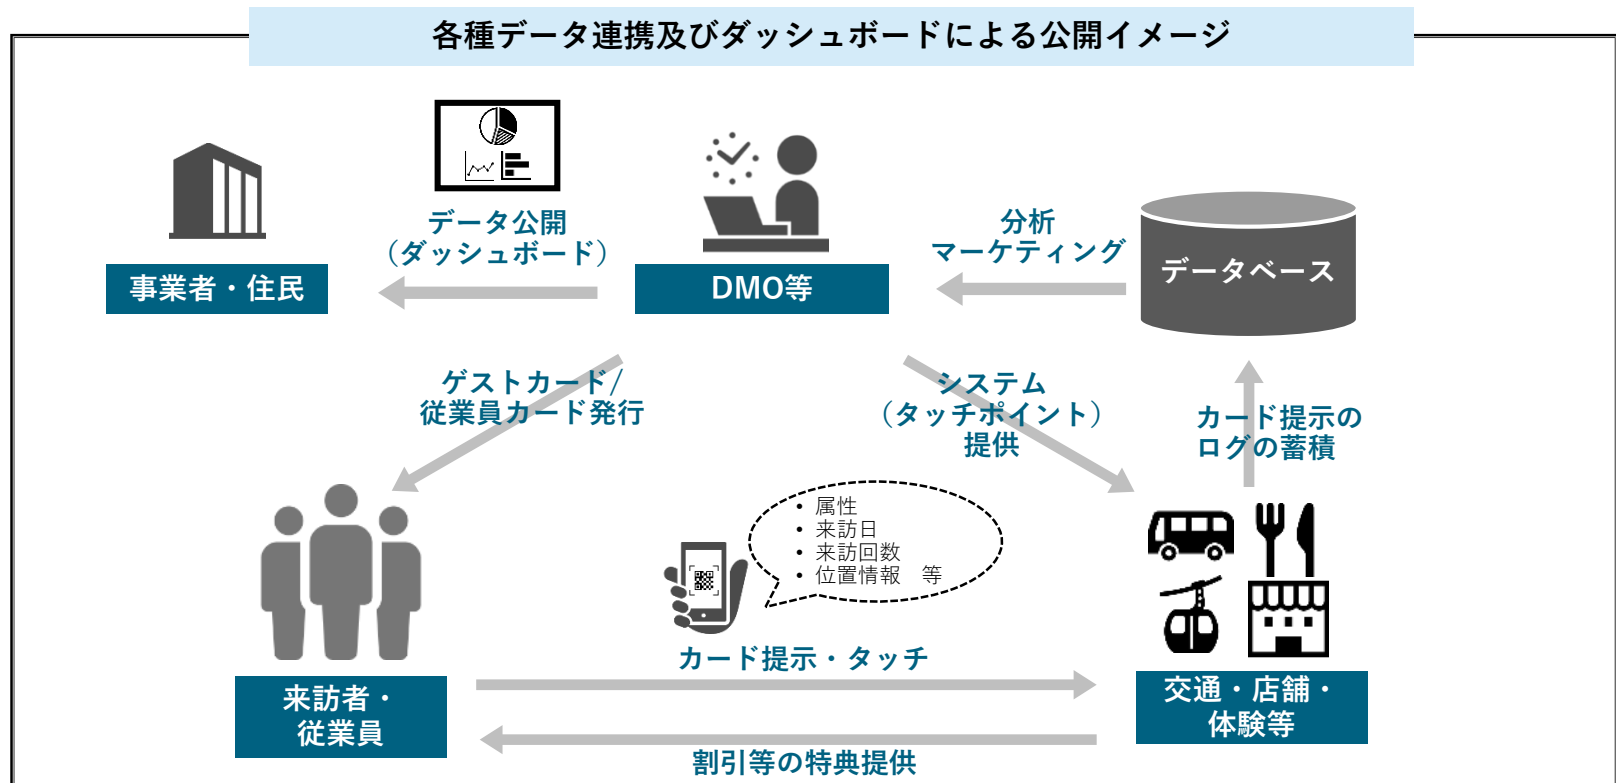 各種データ連携及びダッシュボードによる公開イメージ
データ公開
（ダッシュボード）
分析
マーケティング
データベース
事業者・住民
DMO等
ゲストカード/
従業員カード発行
システム
（タッチポイント）
提供
カード提示の
ログの蓄積
• 属性
• 来訪日
• 来訪回数
• 位置情報　等
カード提示・タッチ
来訪者・
従業員
交通・店舗・
体験等
割引等の特典提供